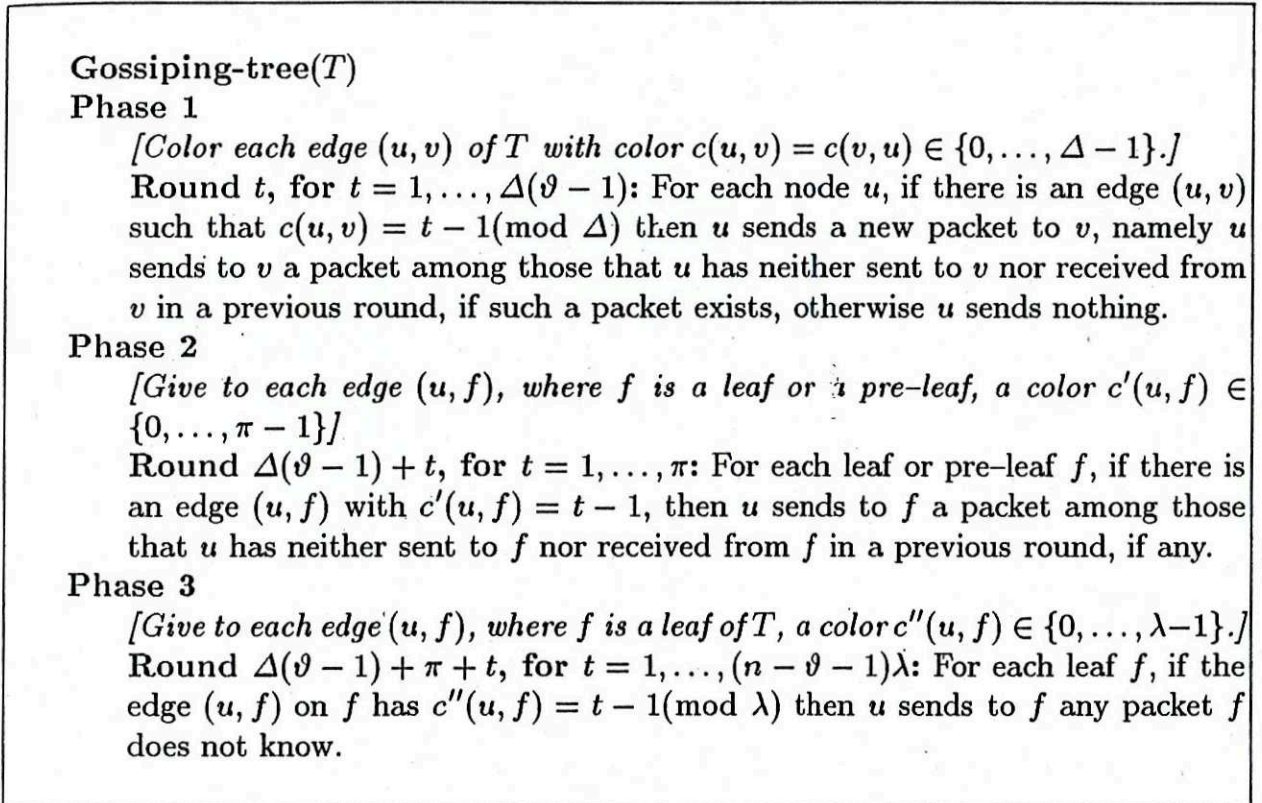 Gossiping-tree(T)
Phase 1
[Color each edge (u, v) of T with color c(u, v) = c(v, u) ∈ {0, . . . , Δ − 1}.]
Round t, for t = 1, . . . , Δ(ϑ − 1): For each node u, if there is an edge (u, v)
such that c(u, v) = t − 1(mod Δ) then u sends a new packet to v, namely u
sends to v a packet among those that u has neither sent to v nor received from
v in a previous round, if such a packet exists, otherwise u sends nothing.
Phase 2
[Give to each edge (u, f), where f is a leaf or a pre–leaf, a color c′(u, f) ∈
{0, . . . , π − 1}]
Round Δ(ϑ − 1) + t, for t = 1, . . . , π: For each leaf or pre–leaf f, if there is
an edge (u, f) with c′(u, f) = t − 1, then u sends to f a packet among those
that u has neither sent to f nor received from f in a previous round, if any.
Phase 3
[Give to each edge (u, f), where f is a leaf of T, a color c″(u, f) ∈ {0, . . . , λ−1}.]
Round Δ(ϑ − 1) + π + t, for t = 1, . . . , (n − ϑ − 1)λ: For each leaf f, if the
edge (u, f) on f has c″(u, f) = t − 1(mod λ) then u sends to f any packet f
does not know.